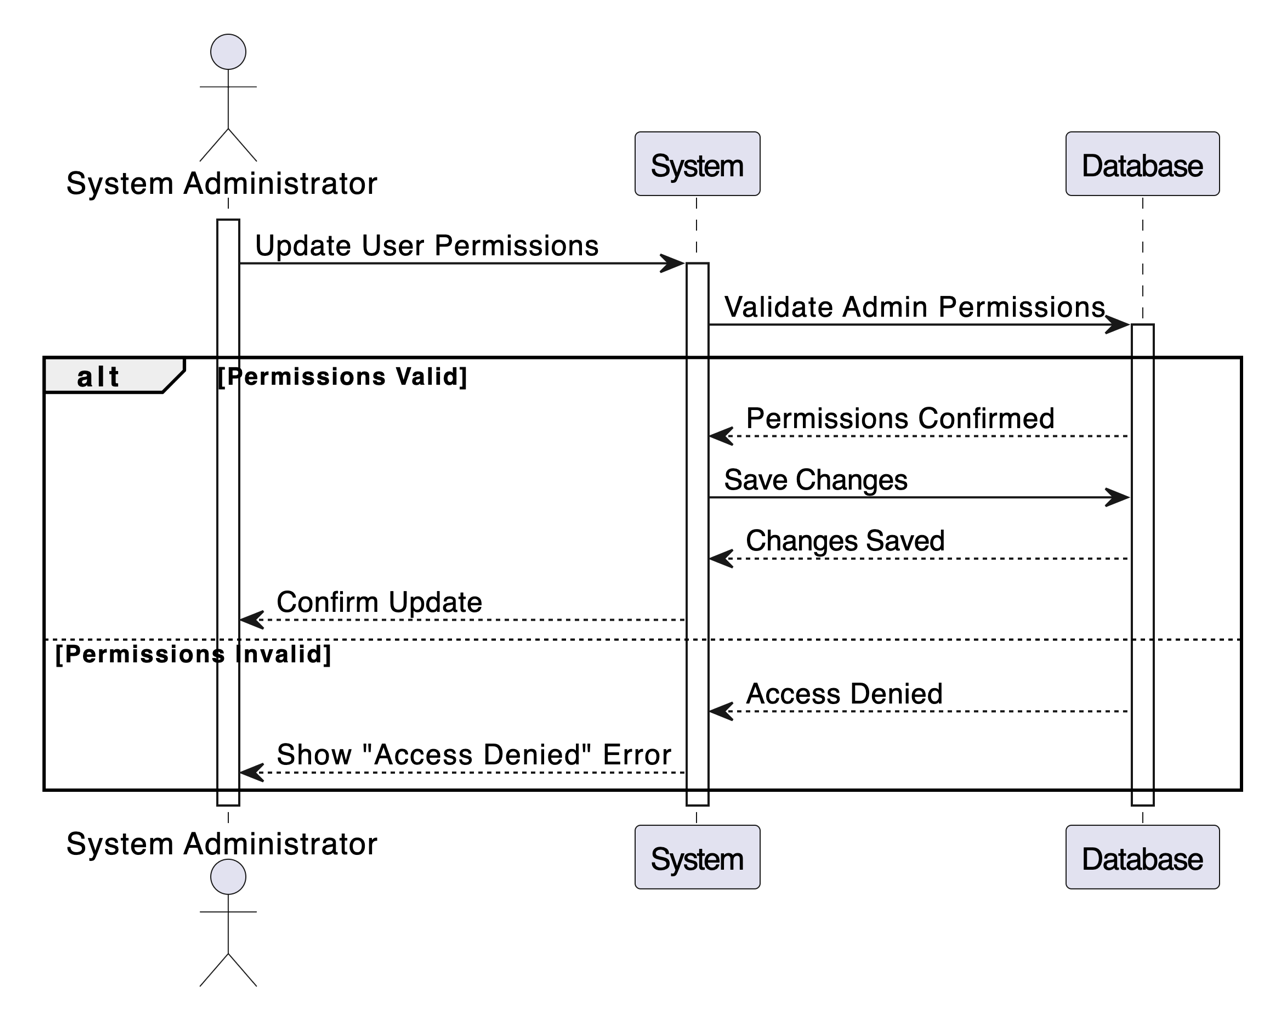 System Administrator
System
Database
Update User Permissions
Validate Admin Permissions
alt
[Permissions Valid]
Permissions Confirmed
Save Changes
Changes Saved
Confirm Update
[Permissions Invalid]
Access Denied
Show "Access Denied" Error
System Administrator
System
Database